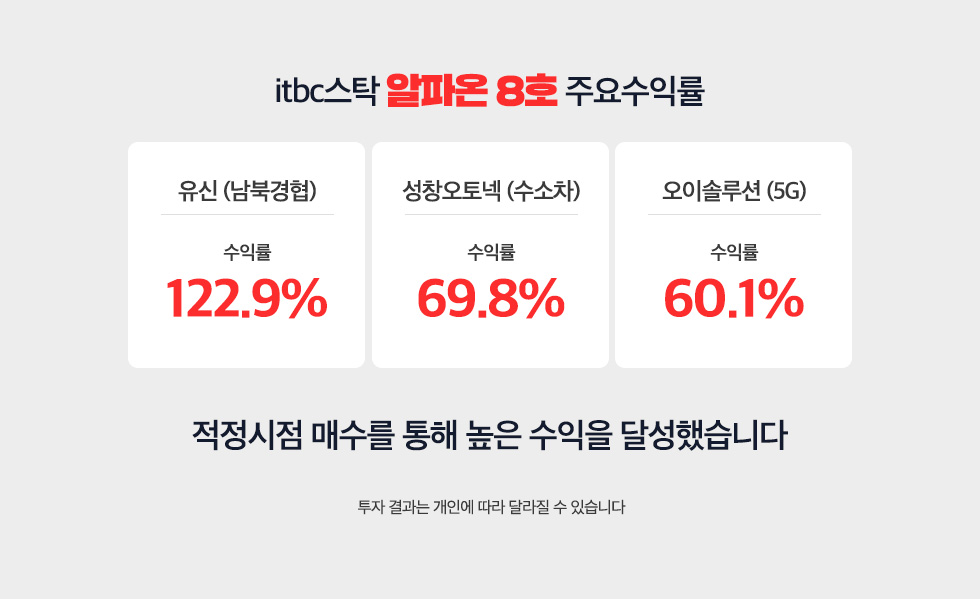 itbc스탁 알파온 8호 주요수익률
유신 (남북경협)
수익률
122.9%
성창오토넥 (수소차)
수익률
69.8%
오이솔루션 (5G)
수익률
60.1%
적정시점 매수를 통해 높은 수익을 달성했습니다
투자 결과는 개인에 따라 달라질 수 있습니다